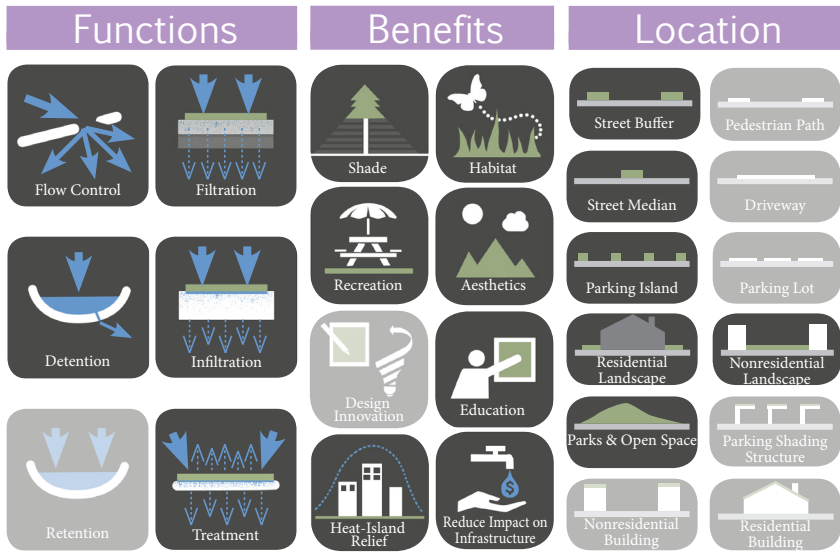 Functions
Benefits
Location
Flow Control
Filtration
Detention
Infiltration
Retention
Treatment
Shade
Habitat
Recreation
Aesthetics
Design
Innovation
Education
Heat-Island
Relief
$
Reduce Impact on
Infrastructure
Street Buffer
Pedestrian Path
Street Median
Driveway
Parking Island
Parking Lot
Residential
Landscape
Nonresidential
Landscape
Parks & Open Space
Parking Shading
Structure
Nonresidential
Building
Residential
Building